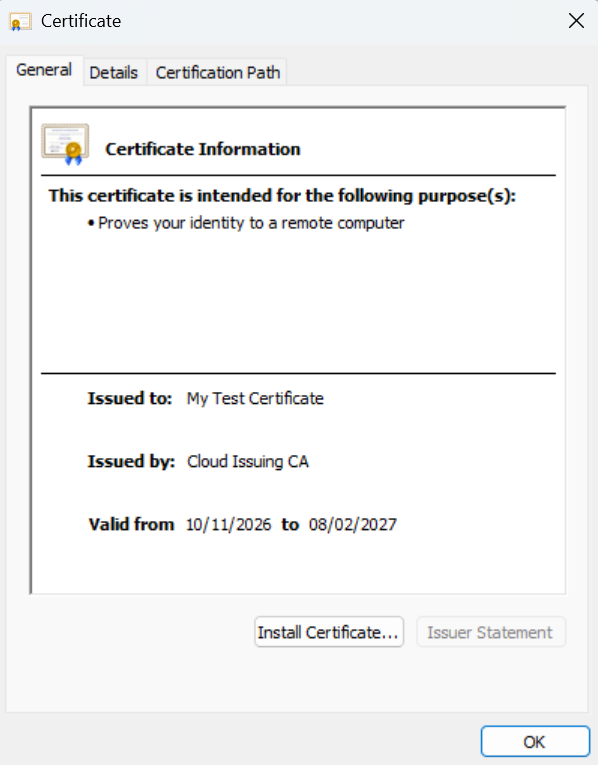 Certificate
General Details Certification Path
Certificate Information
This certificate is intended for the following purpose(s):
• Proves your identity to a remote computer
Issued to: My Test Certificate
Issued by: Cloud Issuing CA
Valid from 10/11/2026 to 08/02/2027
Install Certificate... Issuer Statement
OK